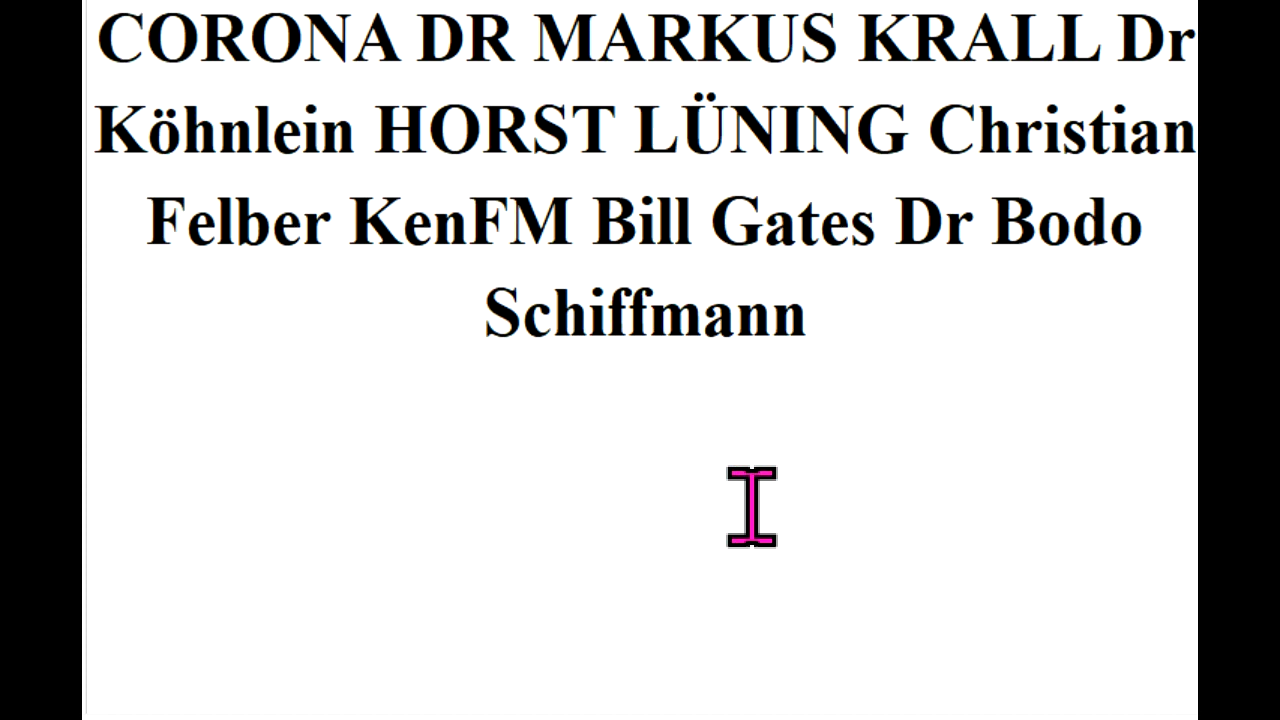 CORONA DR MARKUS KRALL Dr
Köhnlein HORST LÜNING Christian
Felber KenFM Bill Gates Dr Bodo
Schiffmann